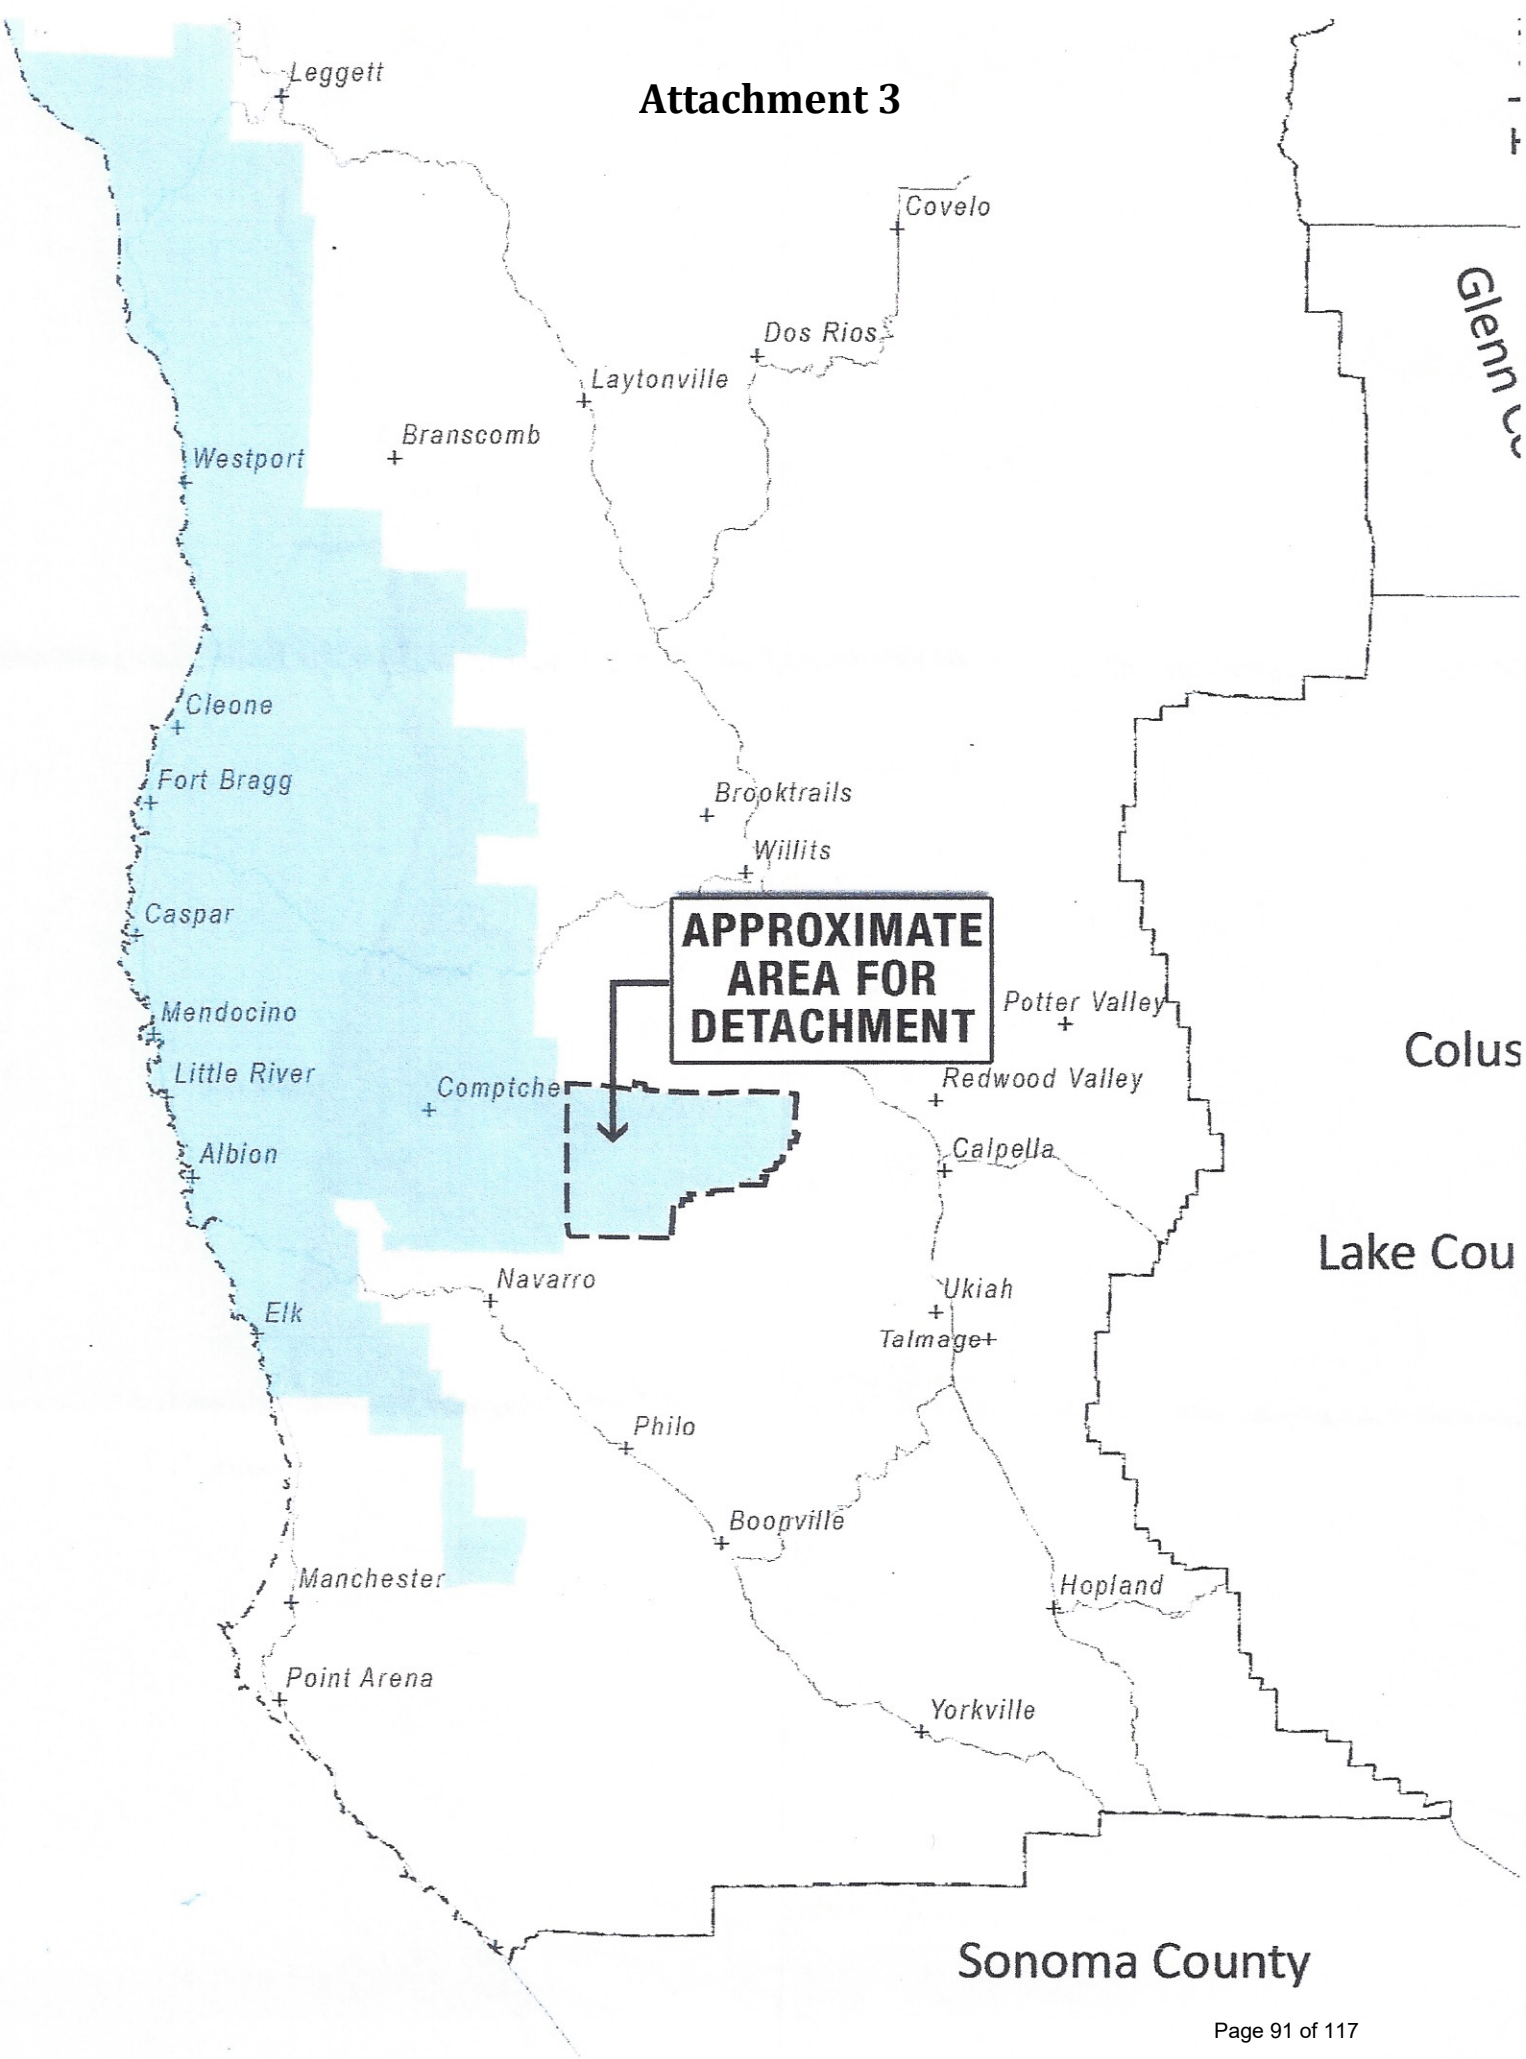 Leggett
Attachment 3
Covelo
Glenn
Dos Rios
Laytonville
Branscomb
Westport
Cleone
Fort Bragg
Brooktrails
Willits
Caspar
APPROXIMATE
AREA FOR
DETACHMENT
Potter Valley
Mendocino
Colus
Little River
Redwood Valley
Comptche
Albion
Calpella
Lake Cou
Navarro
Ukiah
Elk
Talmage
Philo
Boonville
Manchester
Hopland
Point Arena
Yorkville
Sonoma County
Page 91 of 117